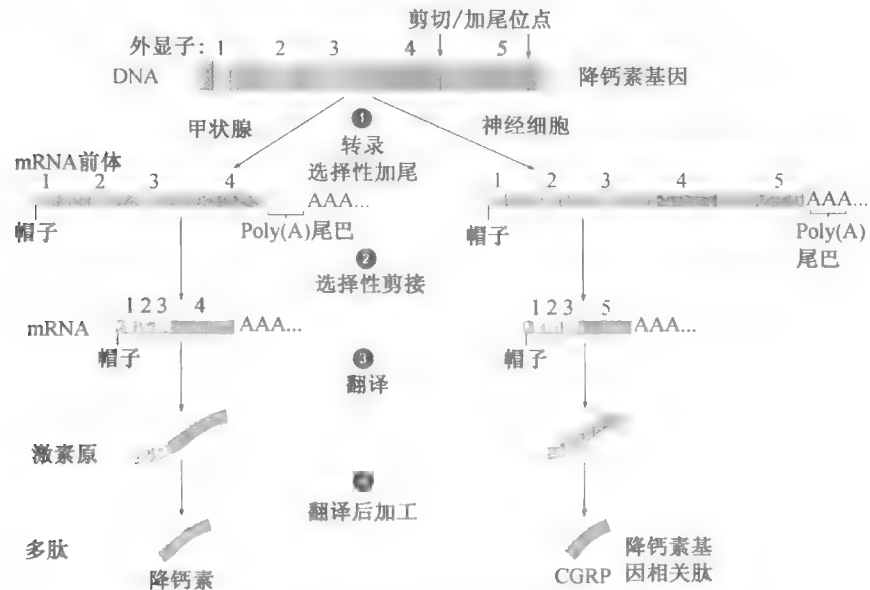 剪切/加尾位点
外显子: 1 2 3 4 5
DNA 降钙素基因
甲状腺 ❶ 神经细胞
转录
选择性加尾
mRNA前体
1 2 3 4 1 2 3 4 5
AAA... AAA...
帽子 Poly(A)尾巴 帽子 Poly(A)
尾巴
❷
选择性剪接
1 2 3 4 1 2 3 5
mRNA AAA... AAA...
帽子 帽子
❸
翻译
激素原
翻译后加工
多肽 降钙素基
降钙素 CGRP 因相关肽